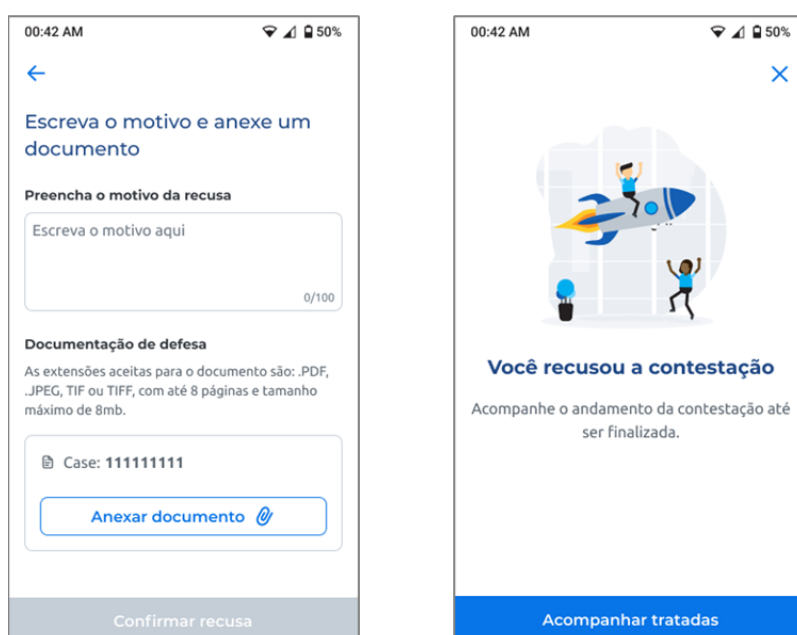 00:42 AM
50%
Escreva o motivo e anexe um
documento
Preencha o motivo da recusa
Escreva o motivo aqui
0/100
Documentação de defesa
As extensões aceitas para o documento são: .PDF,
.JPEG, TIF ou TIFF, com até 8 páginas e tamanho
máximo de 8mb.
Case: 111111111
Anexar documento
Confirmar recusa
00:42 AM
50%
Você recusou a contestação
Acompanhe o andamento da contestação até
ser finalizada.
Acompanhar tratadas